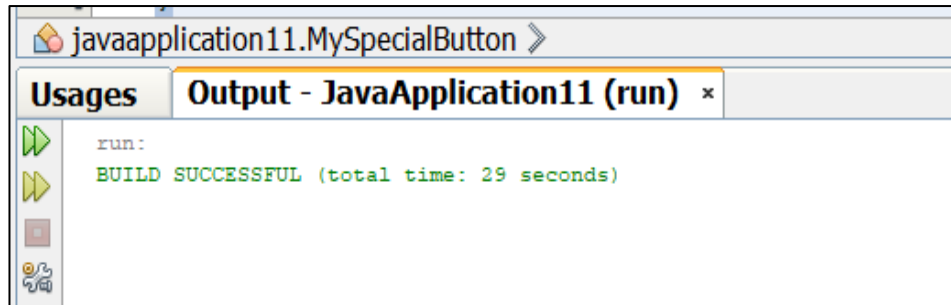 javaapplication11.MySpecialButton
Usages
Output - JavaApplication11 (run) ×
run:
BUILD SUCCESSFUL (total time: 29 seconds)